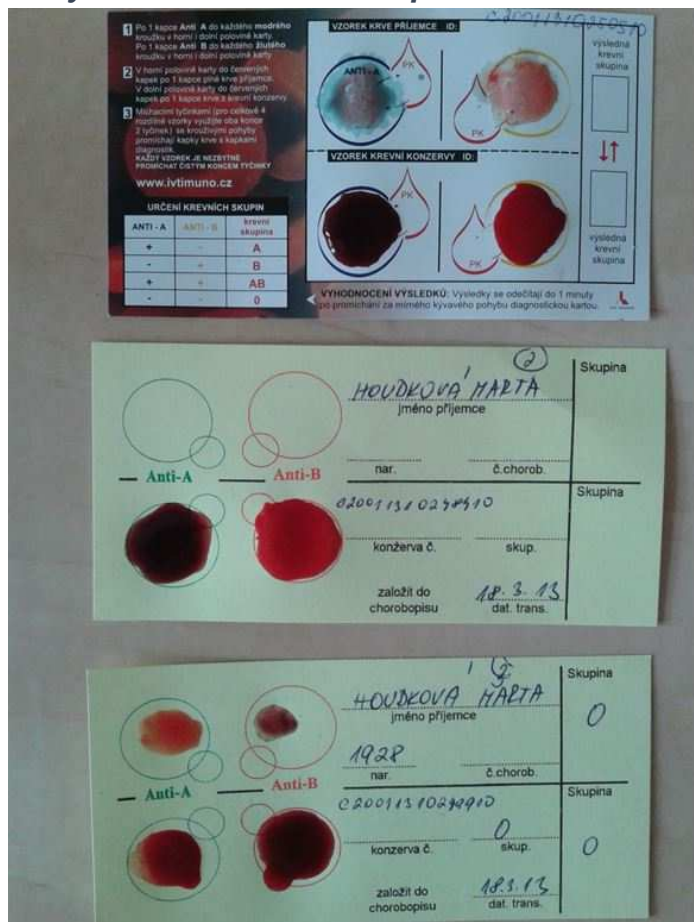 1 Po 1 kapce Anti A do každého modrého
kroužku v horní i dolní polovině karty.
Po 1 kapce Anti B do každého žlutého
kroužku v horní i dolní polovině karty
2 V horní polovině karty do červených
kapek po 1 kapce plné krve příjemce.
V dolní polovině karty do červených
kapek po 1 kapce krve z krevní konzervy
3 Míchacími tyčinkami (pro celkově 4
rozdílné vzorky využijte oba konce
2 tyčinek) se krouživými pohyby
promíchají kapky krve s kapkami
diagnostik.
KAŽDÝ VZOREK JE NEZBYTNÉ
PROMÍCHAT ČISTÝM KONCEM TYČINKY
www.ivtimuno.cz
URČENÍ KREVNÍCH SKUPIN
ANTI - A ANTI - B krevní skupina
+ - A
- + B
+ + AB
- - 0
VZOREK KRVE PŘÍJEMCE ID:
ANTI - A
PK
PK
VZOREK KREVNÍ KONZERVY ID:
PK
PK
výsledná
krevní
skupina
výsledná
krevní
skupina
VYHODNOCENÍ VÝSLEDKŮ: Výsledky se odečítají do 1 minuty
po promíchání za mírného kývavého pohybu diagnostickou kartou.
2
HOUDKOVÁ MARTA
jméno příjemce
Skupina
nar. č.chorob.
Anti-A Anti-B
Skupina
konzerva č. skup.
založit do
chorobopisu
18. 3. 13
dat. trans.
2
HOUDKOVA MARTA
jméno příjemce
Skupina
0
1928
nar. č.chorob.
Anti-A Anti-B
Skupina
0
konzerva č. skup.
0
založit do
chorobopisu
18.3.13
dat. trans.